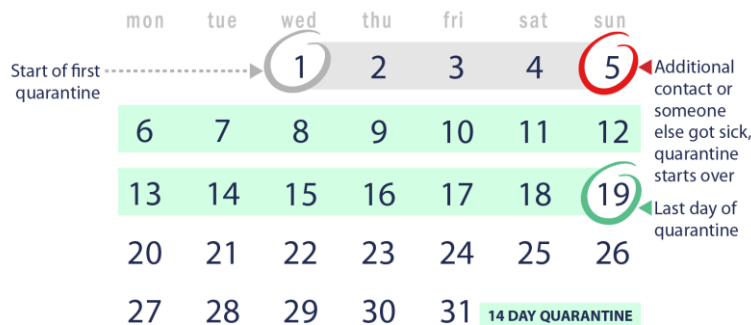 mon tue wed thu fri sat sun
Start of first
quarantine
1 2 3 4 5
Additional
contact or
someone
else got sick,
quarantine
starts over
6 7 8 9 10 11 12
13 14 15 16 17 18 19
Last day of
quarantine
20 21 22 23 24 25 26
27 28 29 30 31
14 DAY QUARANTINE